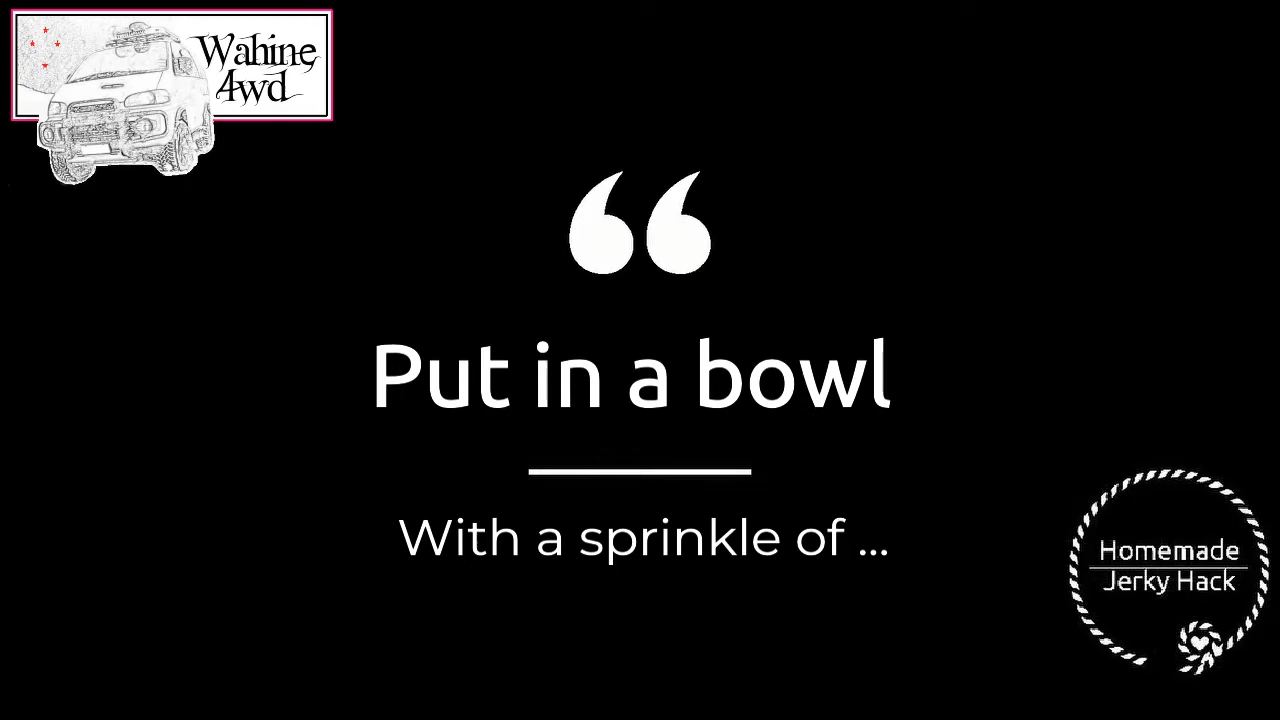 Wahine
4wd
“
Put in a bowl
With a sprinkle of ...
Homemade
Jerky Hack